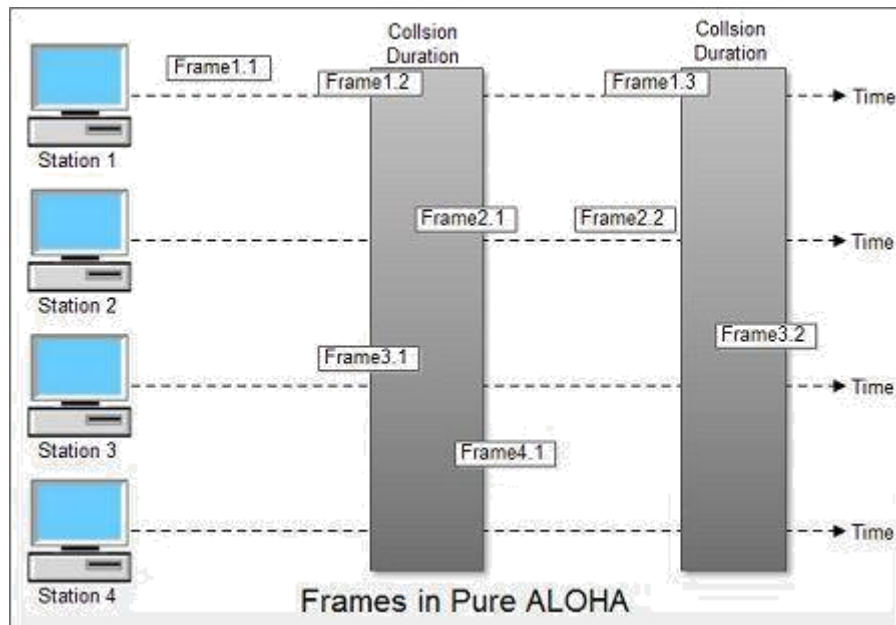 Collsion
Duration
Collsion
Duration
Frame1.1
Frame1.2
Frame1.3
Time
Station 1
Frame2.1
Frame2.2
Time
Station 2
Frame3.1
Frame3.2
Time
Station 3
Frame4.1
Time
Station 4
Frames in Pure ALOHA